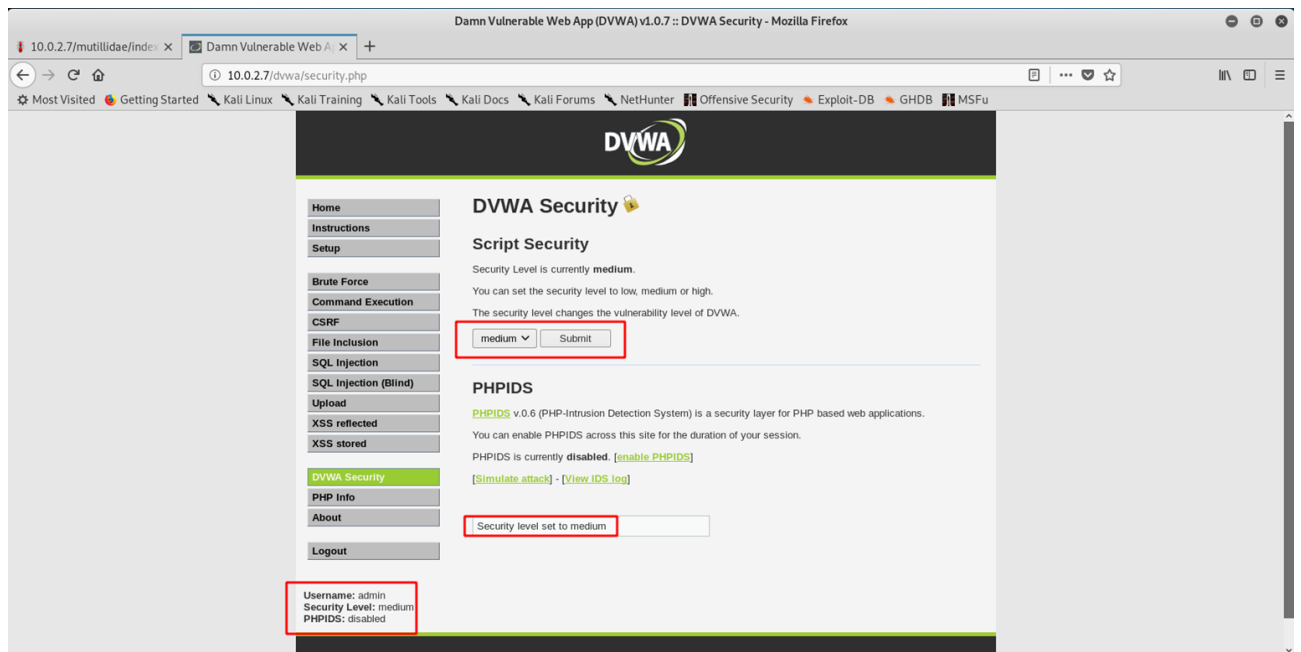 Damn Vulnerable Web App (DVWA) v1.0.7 :: DVWA Security - Mozilla Firefox
10.0.2.7/mutillidae/index
Damn Vulnerable Web A
10.0.2.7/dvwa/security.php
Most Visited Getting Started Kali Linux Kali Training Kali Tools Kali Docs Kali Forums NetHunter Offensive Security Exploit-DB GHDB MSFu
DVWA
Home
Instructions
Setup
Brute Force
Command Execution
CSRF
File Inclusion
SQL Injection
SQL Injection (Blind)
Upload
XSS reflected
XSS stored
DVWA Security
PHP Info
About
Logout
Username: admin
Security Level: medium
PHPIDS: disabled
DVWA Security
Script Security
Security Level is currently medium.
You can set the security level to low, medium or high.
The security level changes the vulnerability level of DVWA.
medium Submit
PHPIDS
PHPIDS v.0.6 (PHP-Intrusion Detection System) is a security layer for PHP based web applications.
You can enable PHPIDS across this site for the duration of your session.
PHPIDS is currently disabled. [enable PHPIDS]
[Simulate attack] - [View IDS log]
Security level set to medium